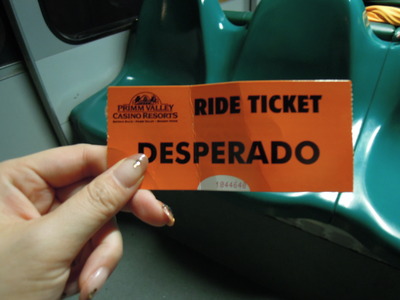 PRIMM VALLEY
CASINO RESORTS
RIDE TICKET
DESPERADO